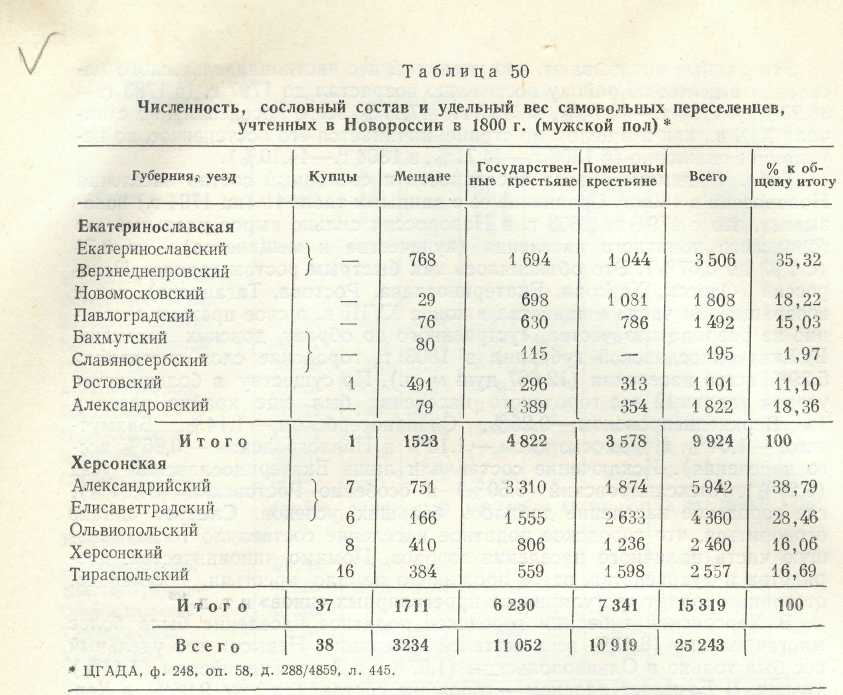 Таблица 50
Численность, сословный состав и удельный вес самовольных переселенцев,
учтенных в Новороссии в 1800 г. (мужской пол) *
Губерния, уезд | Купцы | Мещане | Государствен-ные крестьяне | Помещичьи крестьяне | Всего | % к об-щему итогу
Екатеринославская
Екатеринославский
Верхнеднепровский } — 768 1 694 1 044 3 506 35,32
Новомосковский — 29 698 1 081 1 808 18,22
Павлоградский — 76 630 786 1 492 15,03
Бахмутский 80
Славяносербский } — 115 195 1,97
Ростовский 1 491 296 313 1 101 11,10
Александровский — 79 1 389 354 1 822 18,36
Итого 1 1523 4 822 3 578 9 924 100
Херсонская
Александрийский 7 751 3 310 1 874 5 942 38,79
Елисаветградский }
Ольвиопольский 6 166 1 555 2 633 4 360 28,46
Херсонский 8 410 806 1 236 2 460 16,06
Тираспольский 16 384 559 1 598 2 557 16,69
Итого 37 1711 6 230 7 341 15 319 100
Всего 38 3234 11 052 10 919 25 243
* ЦГАДА, ф. 248, оп. 58, д. 288/4859, л. 445.